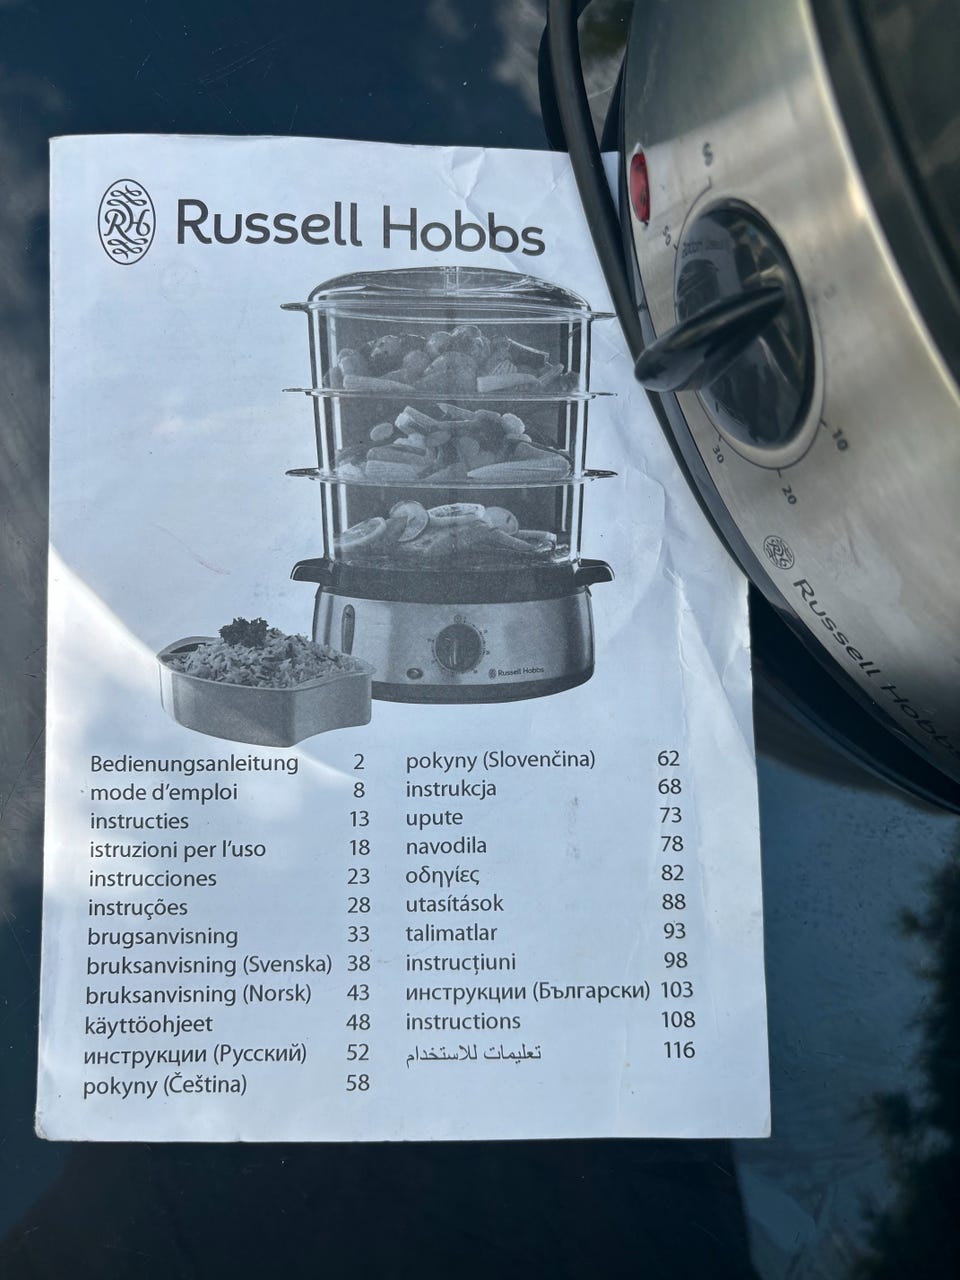 RH Russell Hobbs
Russell Hobbs
Bedienungsanleitung 2
mode d’emploi 8
instructies 13
istruzioni per l’uso 18
instrucciones 23
instruções 28
brugsanvisning 33
bruksanvisning (Svenska) 38
bruksanvisning (Norsk) 43
käyttöohjeet 48
инструкции (Русский) 52
pokyny (Čeština) 58
pokyny (Slovenčina) 62
instrukcja 68
upute 73
navodila 78
οδηγίες 82
utasítások 88
talimatlar 93
instrucţiuni 98
инструкции (Български) 103
instructions 108
تعليمات للاستخدام 116
10
20
30
Russell Hobbs